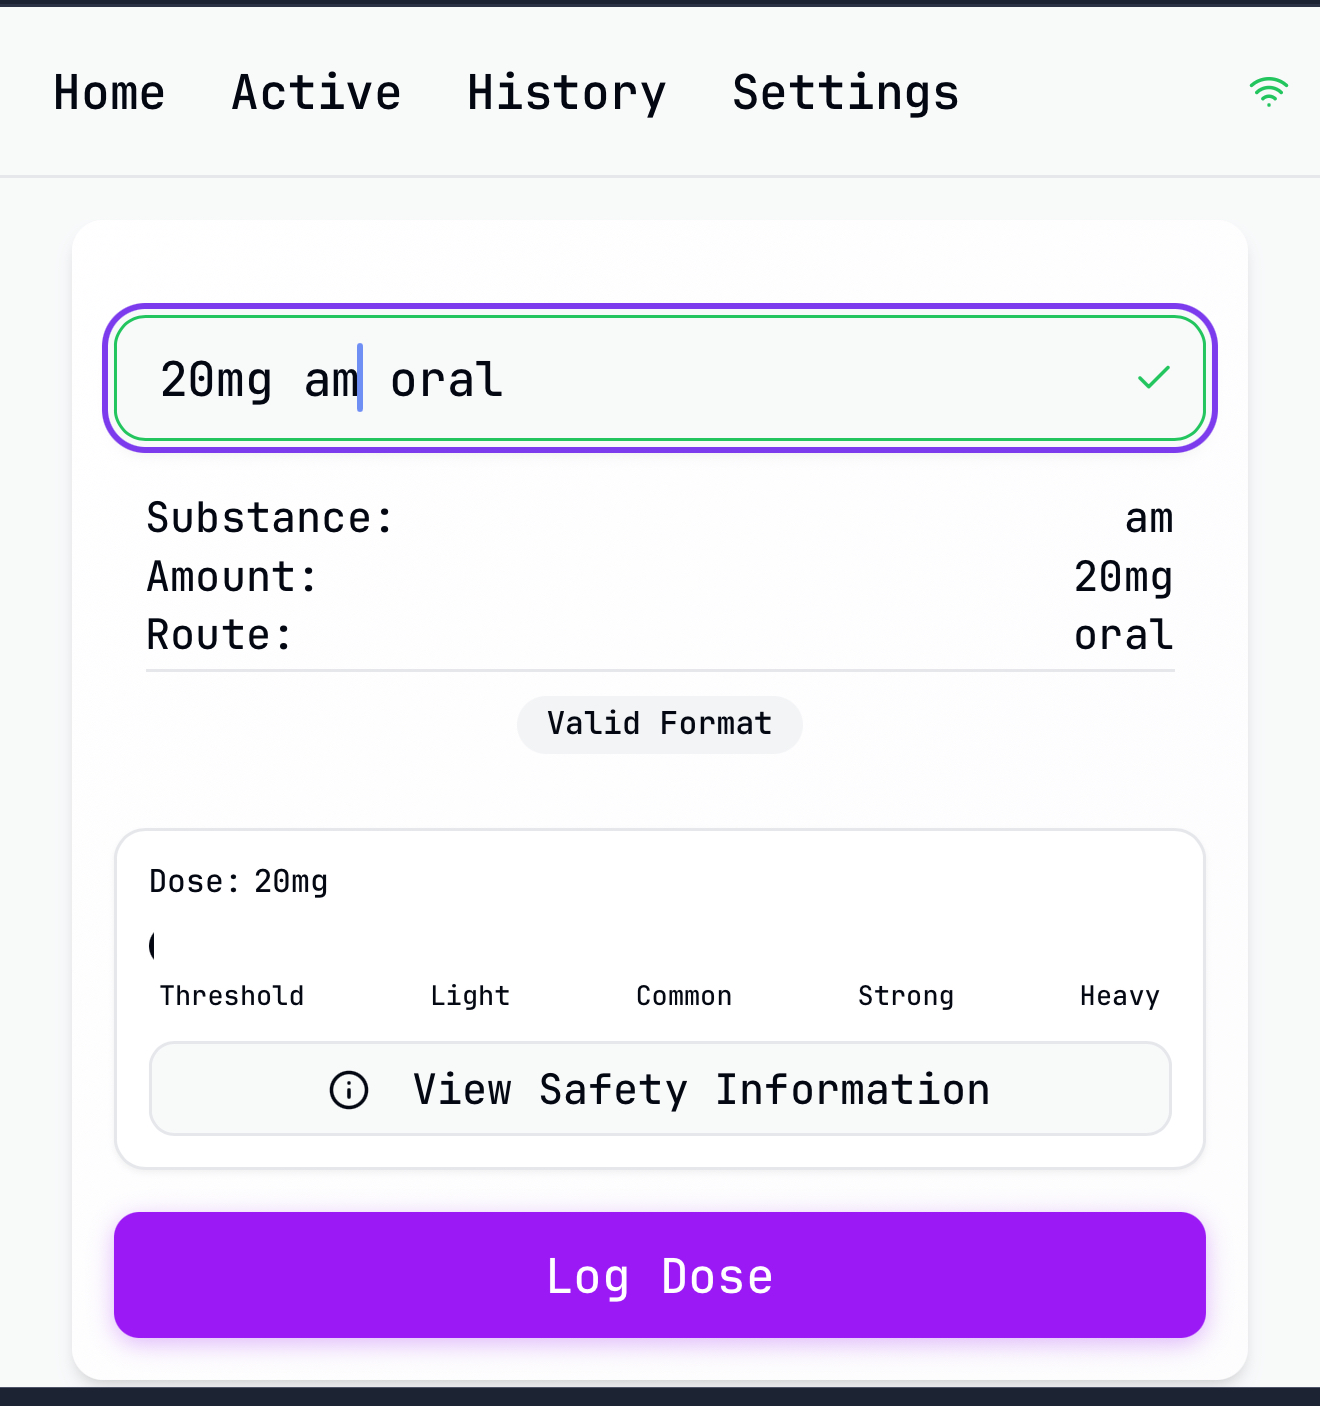 Home Active History Settings
20mg am oral
Substance: am
Amount: 20mg
Route: oral
Valid Format
Dose: 20mg
Threshold Light Common Strong Heavy
View Safety Information
Log Dose